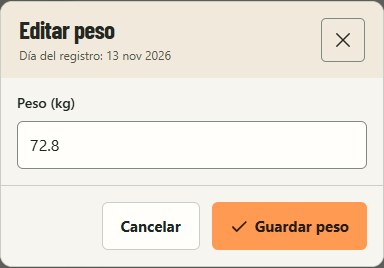 Editar peso
Día del registro: 13 nov 2026
Peso (kg)
72.8
Cancelar
Guardar peso